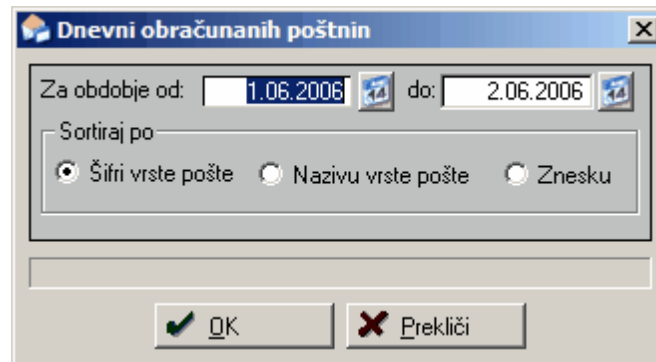 Dnevni obračunanih poštnin
Za obdobje od: 1.06.2006 do: 2.06.2006
Sortiraj po
Šifri vrste pošte Nazivu vrste pošte Znesku
OK Prekliči